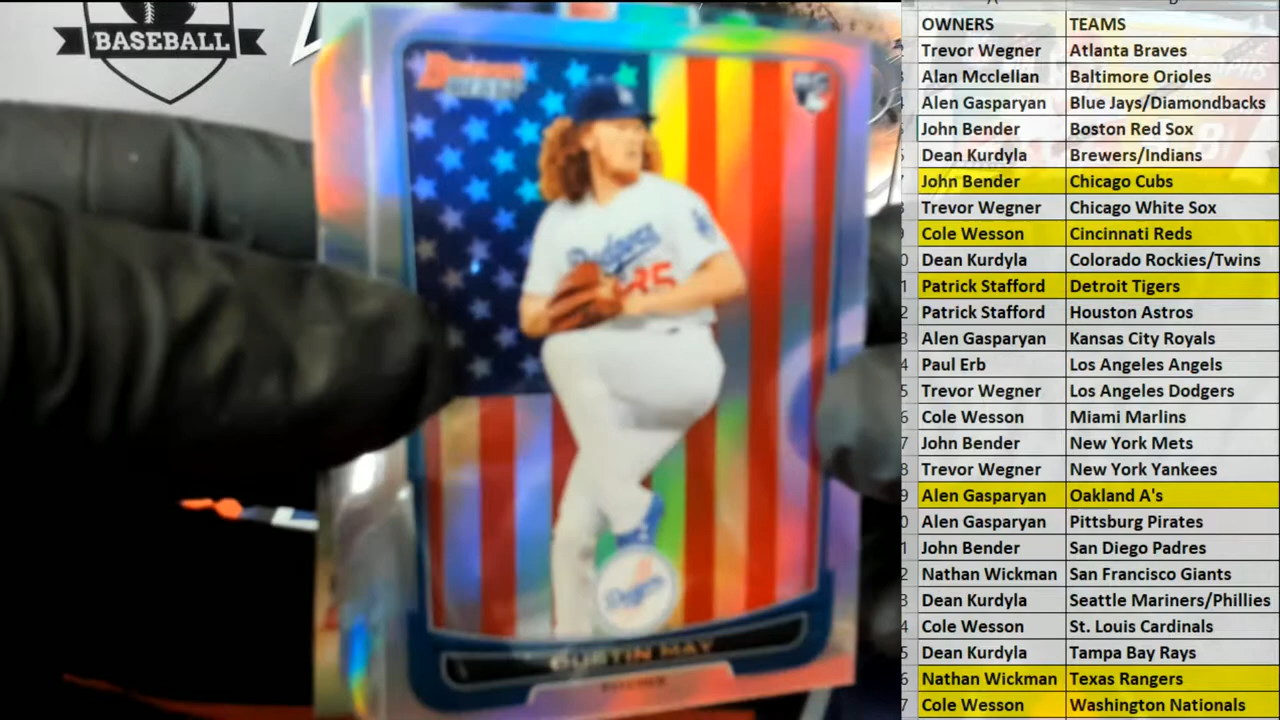 BASEBALL
Dodgers
85
RC
Dodgers
DUSTIN MAY
PITCHER
OWNERS TEAMS
Trevor Wegner Atlanta Braves
Alan Mcclellan Baltimore Orioles
Alen Gasparyan Blue Jays/Diamondbacks
John Bender Boston Red Sox
Dean Kurdyla Brewers/Indians
John Bender Chicago Cubs
Trevor Wegner Chicago White Sox
Cole Wesson Cincinnati Reds
Dean Kurdyla Colorado Rockies/Twins
Patrick Stafford Detroit Tigers
Patrick Stafford Houston Astros
Alen Gasparyan Kansas City Royals
Paul Erb Los Angeles Angels
Trevor Wegner Los Angeles Dodgers
Cole Wesson Miami Marlins
John Bender New York Mets
Trevor Wegner New York Yankees
Alen Gasparyan Oakland A's
Alen Gasparyan Pittsburg Pirates
John Bender San Diego Padres
Nathan Wickman San Francisco Giants
Dean Kurdyla Seattle Mariners/Phillies
Cole Wesson St. Louis Cardinals
Dean Kurdyla Tampa Bay Rays
Nathan Wickman Texas Rangers
Cole Wesson Washington Nationals